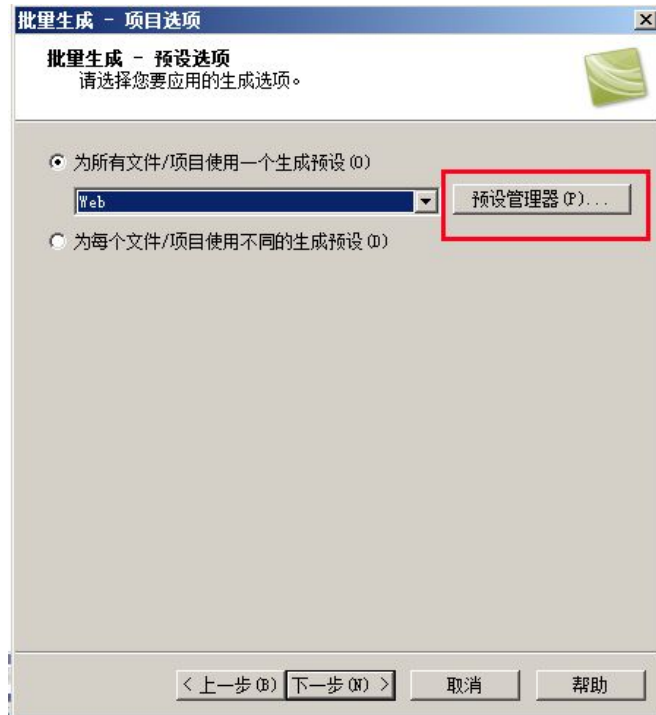 批里生成 - 项目选项
批里生成 - 预设选项
请选择您要应用的生成选项。
为所有文件/项目使用一个生成预设(O)
Web
预设管理器(P)...
为每个文件/项目使用不同的生成预设(D)
< 上一步(B) 下一步(N) > 取消 帮助